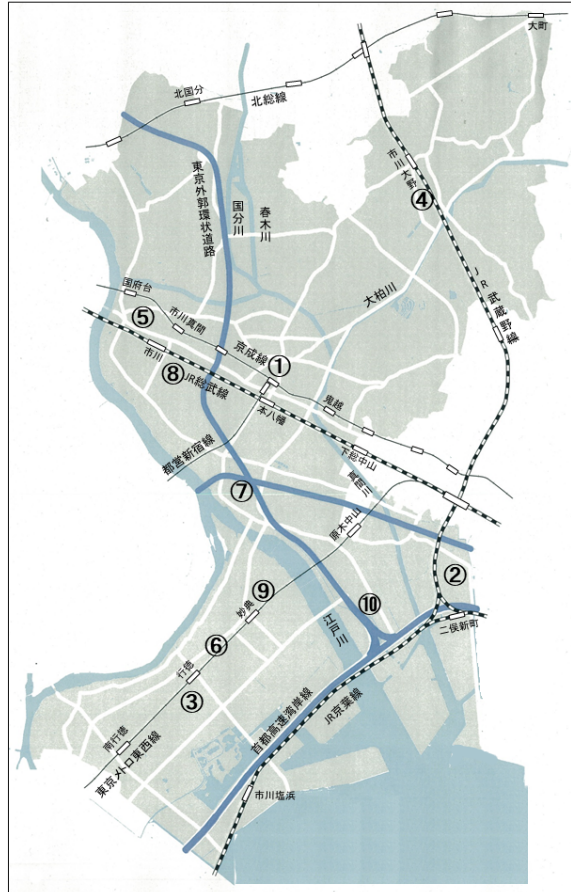 大町
北国分
北総線
市川大野
④
東京外郭環状道路
国分川
春木川
大柏川
JR武蔵野線
国府台
市川真間
⑤
京成線
①
市川
⑧
JR総武線
鬼越
本八幡
都営新宿線
下総中山
真間川
⑦
原木中山
②
⑨
妙典
⑩
江戸川
二俣新町
⑥
行徳
③
首都高速湾岸線
JR京葉線
南行徳
東京メトロ東西線
市川塩浜